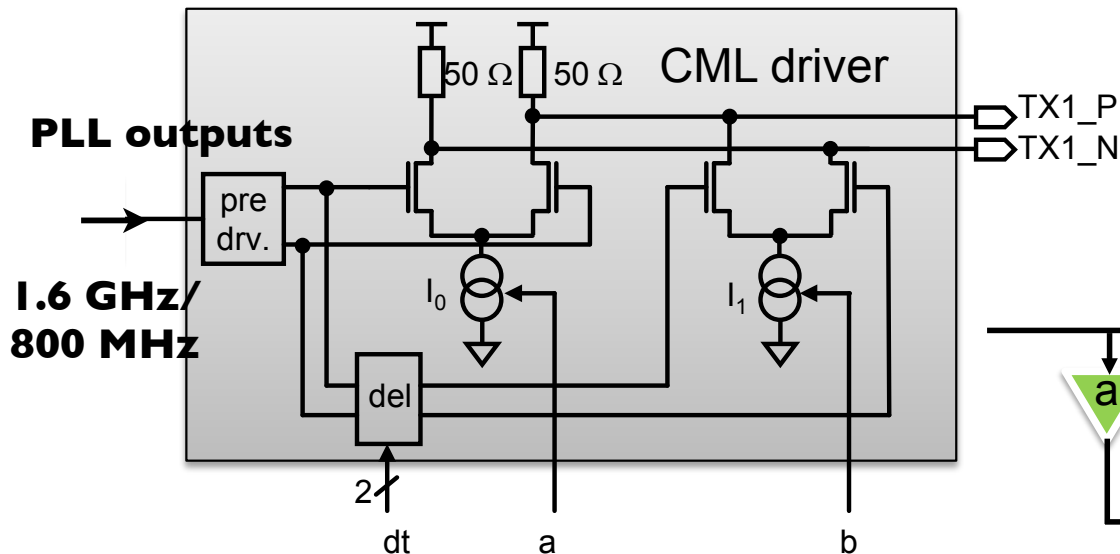 50 Ω
50 Ω
CML driver
TX1_P
TX1_N
PLL outputs
pre
drv.
1.6 GHz/
800 MHz
I₀
I₁
del
a
2
dt
a
b